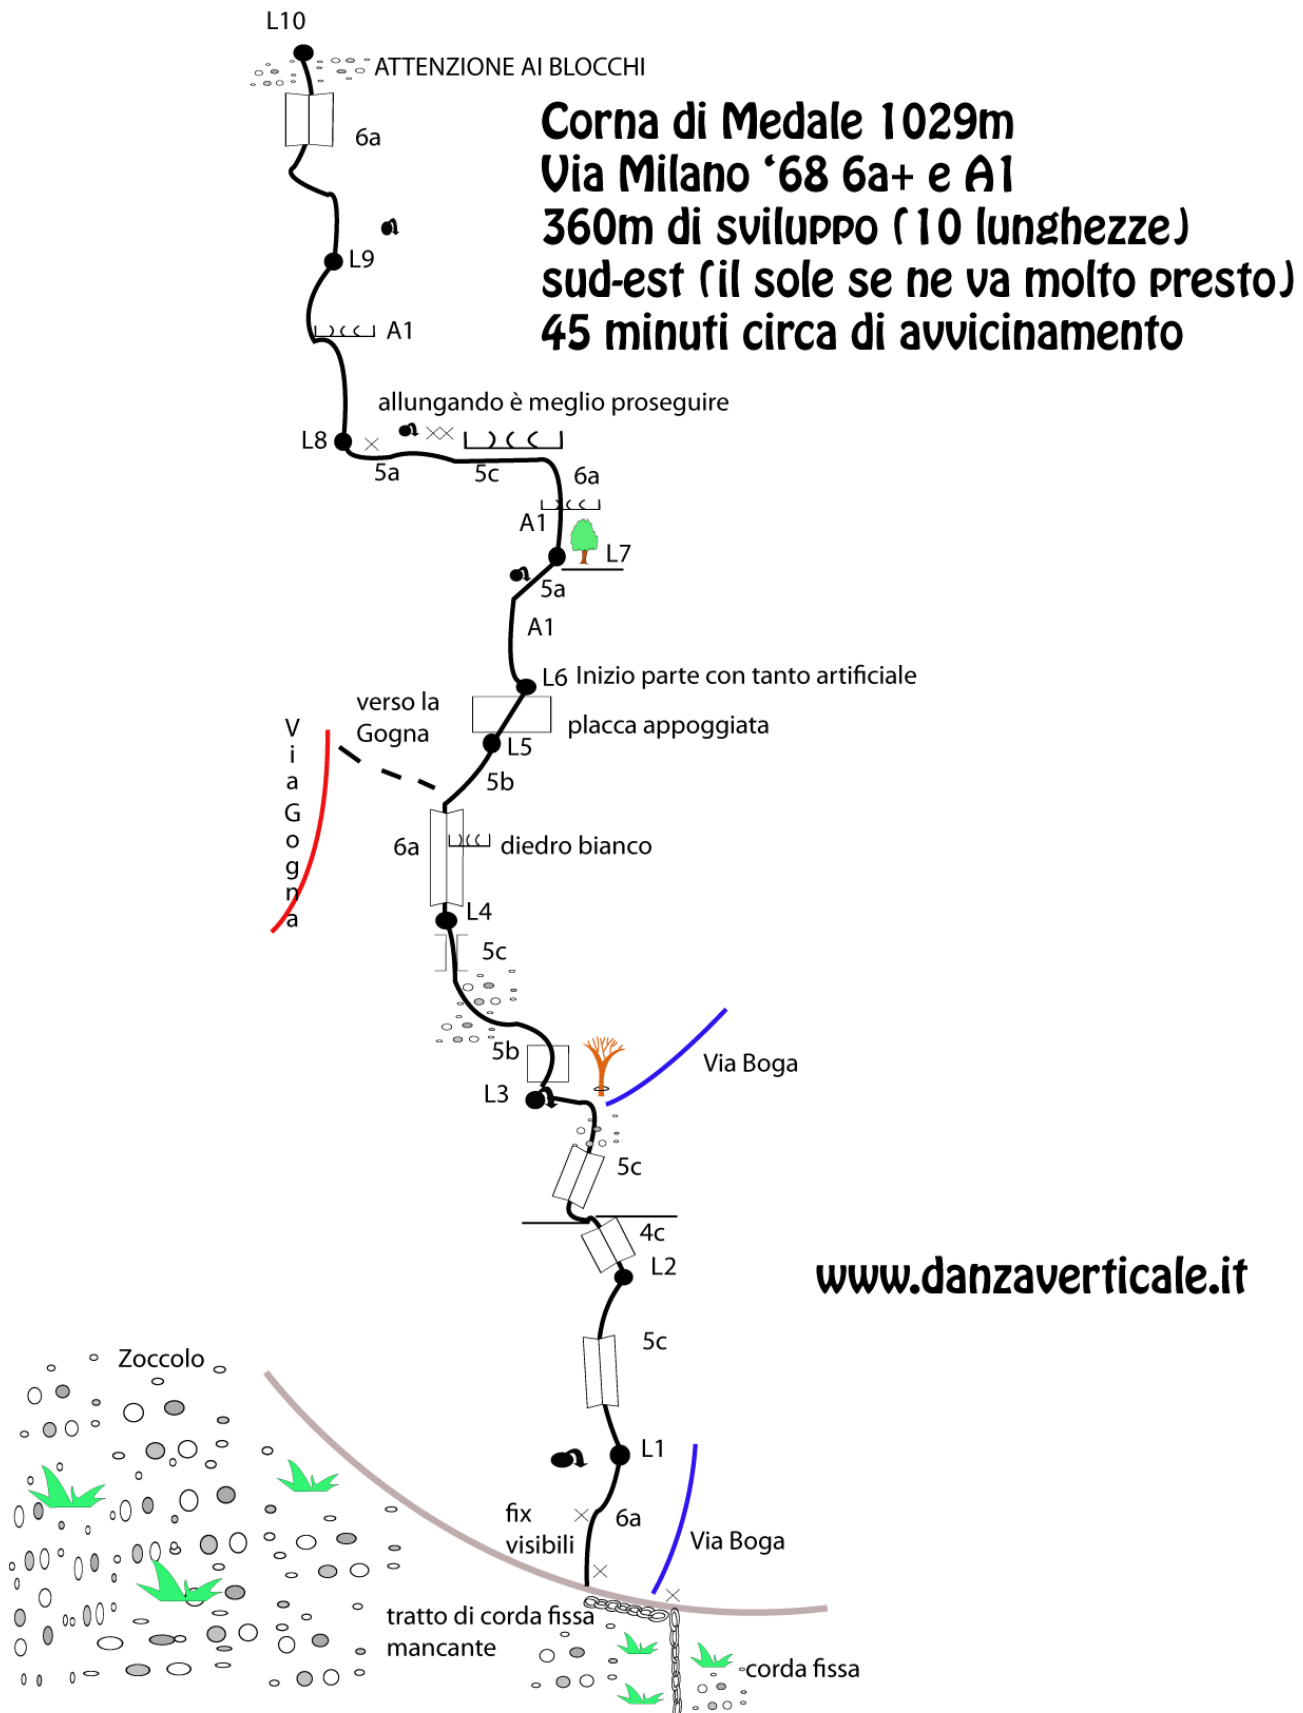 L10
ATTENZIONE AI BLOCCHI
Corna di Medale 1029m
Via Milano ‘68 6a+ e A1
360m di sviluppo (10 lunghezze)
sud-est (il sole se ne va molto presto)
45 minuti circa di avvicinamento
6a
L9
A1
allungando è meglio proseguire
L8
5a
5c
6a
A1
L7
5a
A1
L6 Inizio parte con tanto artificiale
verso la
Gogna
placca appoggiata
L5
5b
Via Gogna
6a
diedro bianco
L4
5c
5b
Via Boga
L3
5c
4c
L2
www.danzaverticale.it
5c
Zoccolo
L1
fix
visibili
6a
Via Boga
tratto di corda fissa
mancante
corda fissa